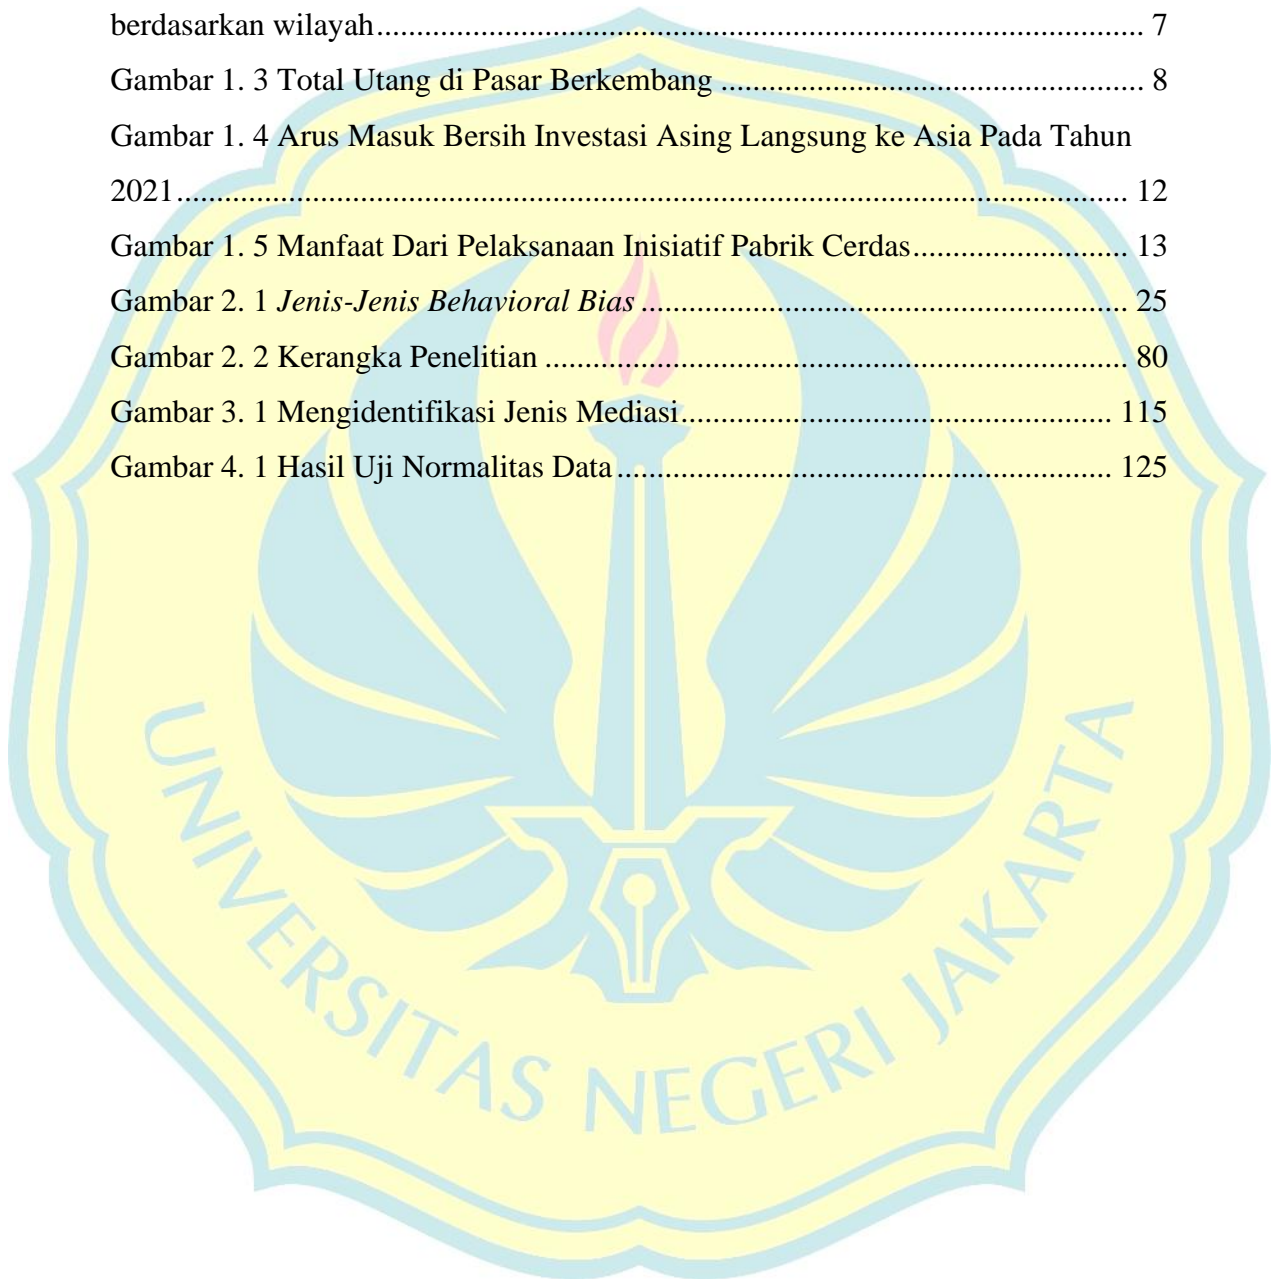 berdasarkan wilayah................................................................................................ 7
Gambar 1. 3 Total Utang di Pasar Berkembang ..................................................... 8
Gambar 1. 4 Arus Masuk Bersih Investasi Asing Langsung ke Asia Pada Tahun
2021....................................................................................................................... 12
Gambar 1. 5 Manfaat Dari Pelaksanaan Inisiatif Pabrik Cerdas........................... 13
Gambar 2. 1 Jenis-Jenis Behavioral Bias ............................................................. 25
Gambar 2. 2 Kerangka Penelitian ......................................................................... 80
Gambar 3. 1 Mengidentifikasi Jenis Mediasi...................................................... 115
Gambar 4. 1 Hasil Uji Normalitas Data .............................................................. 125
UNIVERSITAS NEGERI JAKARTA